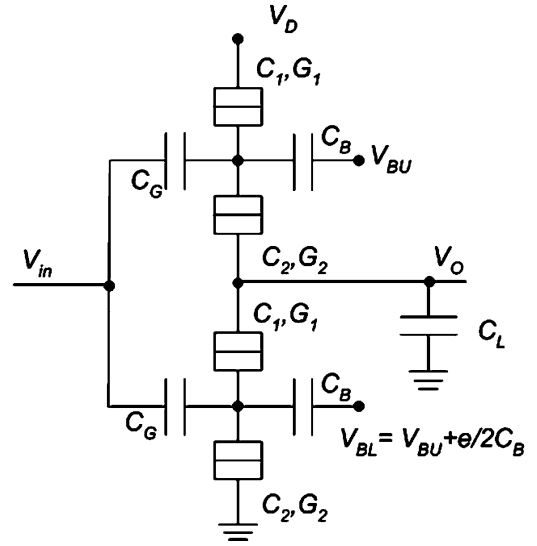 V_D
C_1,G_1
C_B
V_BU
C_G
C_2,G_2
V_in
V_O
C_1,G_1
C_L
C_B
C_G
V_BL = V_BU+e/2C_B
C_2,G_2